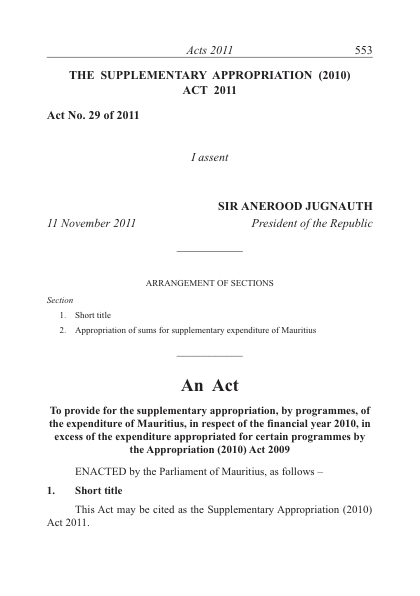 Acts 2011 553
THE SUPPLEMENTARY APPROPRIATION (2010)
ACT 2011
Act No. 29 of 2011
I assent
SIR ANEROOD JUGNAUTH
11 November 2011 President of the Republic
ARRANGEMENT OF SECTIONS
Section
1. Short title
2. Appropriation of sums for supplementary expenditure of Mauritius
An Act
To provide for the supplementary appropriation, by programmes, of
the expenditure of Mauritius, in respect of the financial year 2010, in
excess of the expenditure appropriated for certain programmes by
the Appropriation (2010) Act 2009
ENACTED by the Parliament of Mauritius, as follows –
1. Short title
This Act may be cited as the Supplementary Appropriation (2010)
Act 2011.